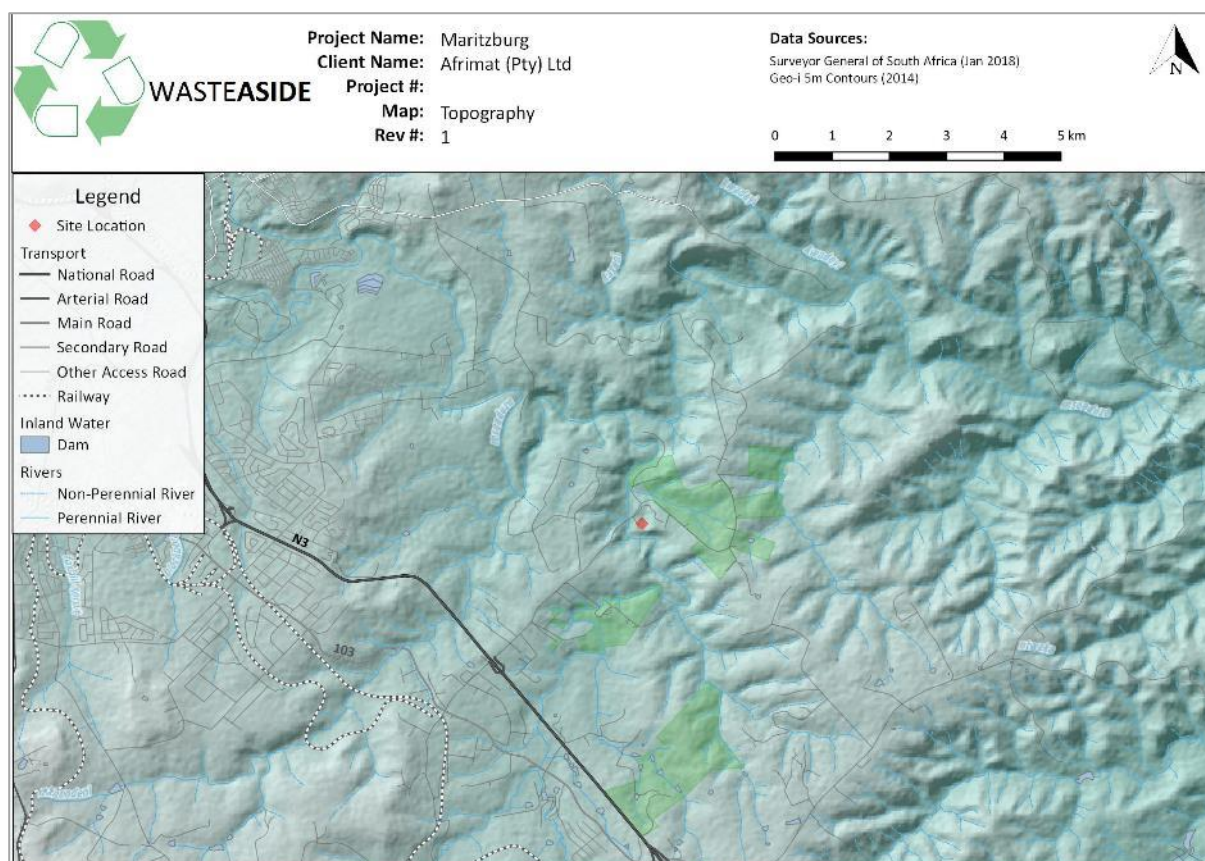 WASTEASIDE
Project Name: Maritzburg
Client Name: Afrimat (Pty) Ltd
Project #:
Map: Topography
Rev #: 1
Data Sources:
Surveyor General of South Africa (Jan 2018)
Geo-i 5m Contours (2014)
N
0 1 2 3 4 5 km
Legend
Site Location
Transport
National Road
Arterial Road
Main Road
Secondary Road
Other Access Road
Railway
Inland Water
Dam
Rivers
Non-Perennial River
Perennial River
N3
103